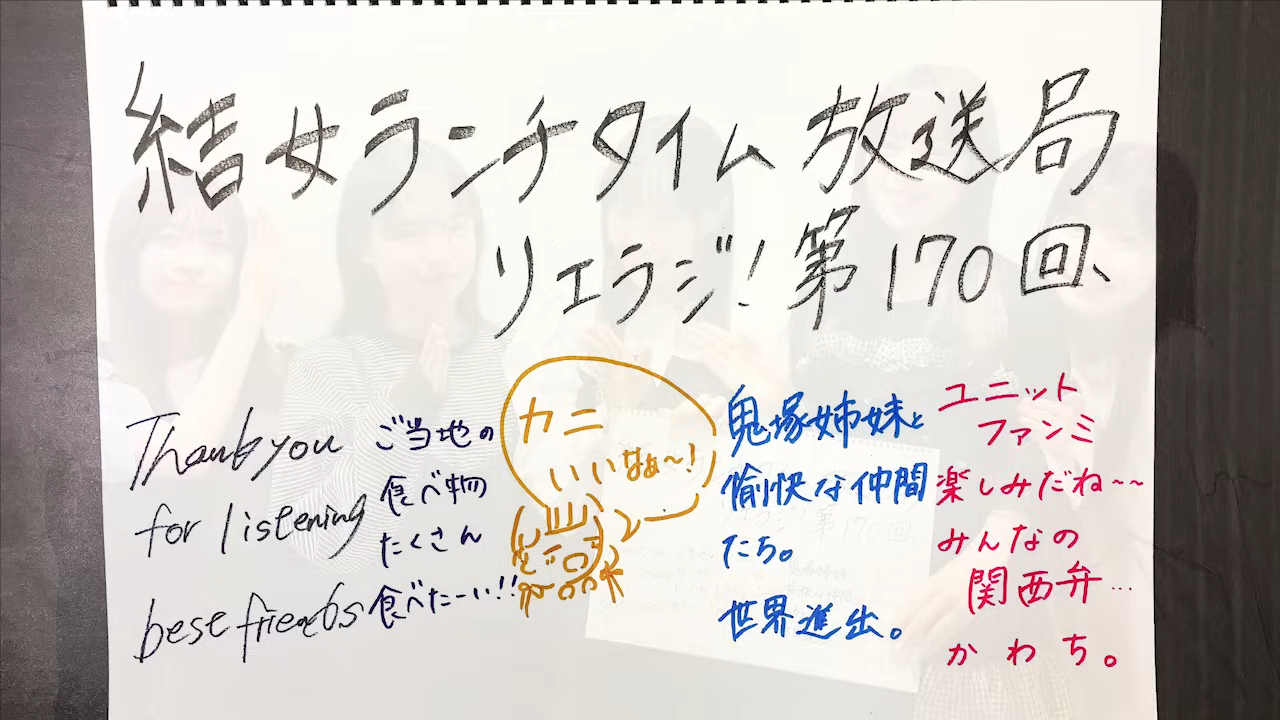 結女ランチタイム放送局
リエラジ!第170回、
Thank you
for listening
best friends
ご当地の
食べ物
たくさん
食べたーい!!
カニ
いいなぁ〜!
鬼塚姉妹と
愉快な仲間
たち。
世界進出。
ユニット
ファンミ
楽しみだね~~
みんなの
関西弁…
かわち。